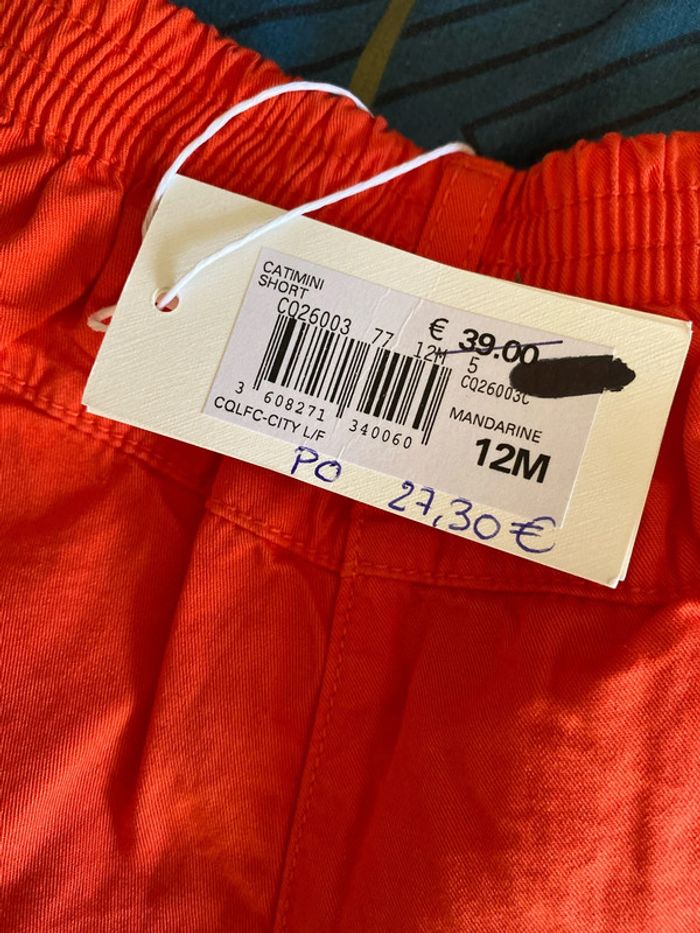 CATIMINI
SHORT
CQ26003 77 12M 5
€ 39.00
CQ26003C
3 608271 340060
MANDARINE
CQLFC-CITY L/F
12M
PO 27,30€